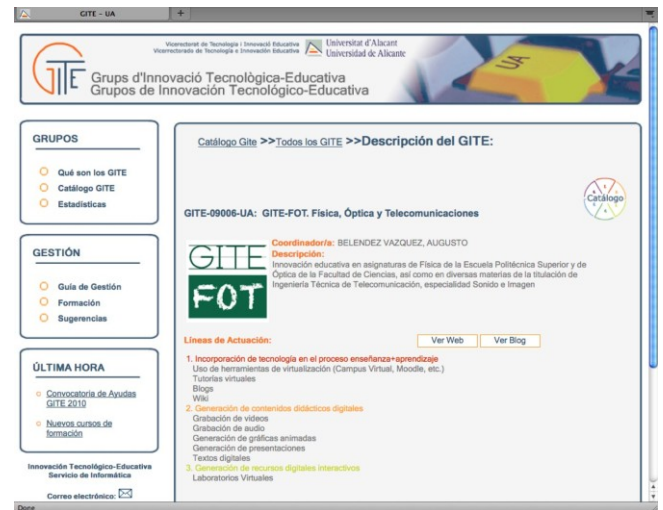 GITE - UA
Vicerectorat de Tecnologia i Innovació Educativa
Vicerrectorado de Tecnología e Innovación Educativa
Universitat d'Alacant
Universidad de Alicante
GITE
Grups d'Innovació Tecnològica-Educativa
Grupos de Innovación Tecnológico-Educativa
UA
GRUPOS
Qué son los GITE
Catálogo GITE
Estadísticas
GESTIÓN
Guía de Gestión
Formación
Sugerencias
ÚLTIMA HORA
Convocatoria de Ayudas
GITE 2010
Nuevos cursos de
formación
Innovación Tecnológico-Educativa
Servicio de Informática
Correo electrónico:
Catálogo Gite >>Todos los GITE >>Descripción del GITE:
Catálogo
GITE-09006-UA: GITE-FOT. Física, Óptica y Telecomunicaciones
GITE
FOT
Coordinador/a: BELENDEZ VAZQUEZ, AUGUSTO
Descripción:
Innovación educativa en asignaturas de Física de la Escuela Politécnica Superior y de
Óptica de la Facultad de Ciencias, así como en diversas materias de la titulación de
Ingeniería Técnica de Telecomunicación, especialidad Sonido e Imagen
Líneas de Actuación:
Ver Web
Ver Blog
1. Incorporación de tecnología en el proceso enseñanza+aprendizaje
Uso de herramientas de virtualización (Campus Virtual, Moodle, etc.)
Tutorías virtuales
Blogs
Wiki
2. Generación de contenidos didácticos digitales
Grabación de videos
Grabación de audio
Generación de gráficas animadas
Generación de presentaciones
Textos digitales
3. Generación de recursos digitales interactivos
Laboratorios Virtuales
Done